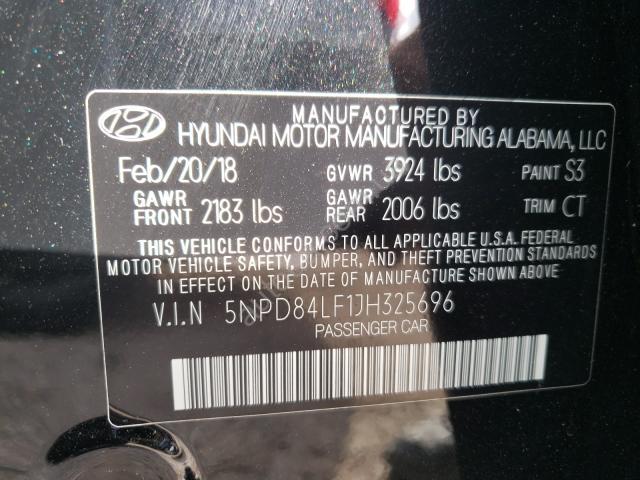 MANUFACTURED BY
HYUNDAI MOTOR MANUFACTURING ALABAMA, LLC
Feb/20/18 GVWR 3924 lbs PAINT S3
GAWR FRONT 2183 lbs GAWR REAR 2006 lbs TRIM CT
THIS VEHICLE CONFORMS TO ALL APPLICABLE U.S.A. FEDERAL
MOTOR VEHICLE SAFETY, BUMPER, AND THEFT PREVENTION STANDARDS
IN EFFECT ON THE DATE OF MANUFACTURE SHOWN ABOVE
V.I.N 5NPD84LF1JH325696
PASSENGER CAR